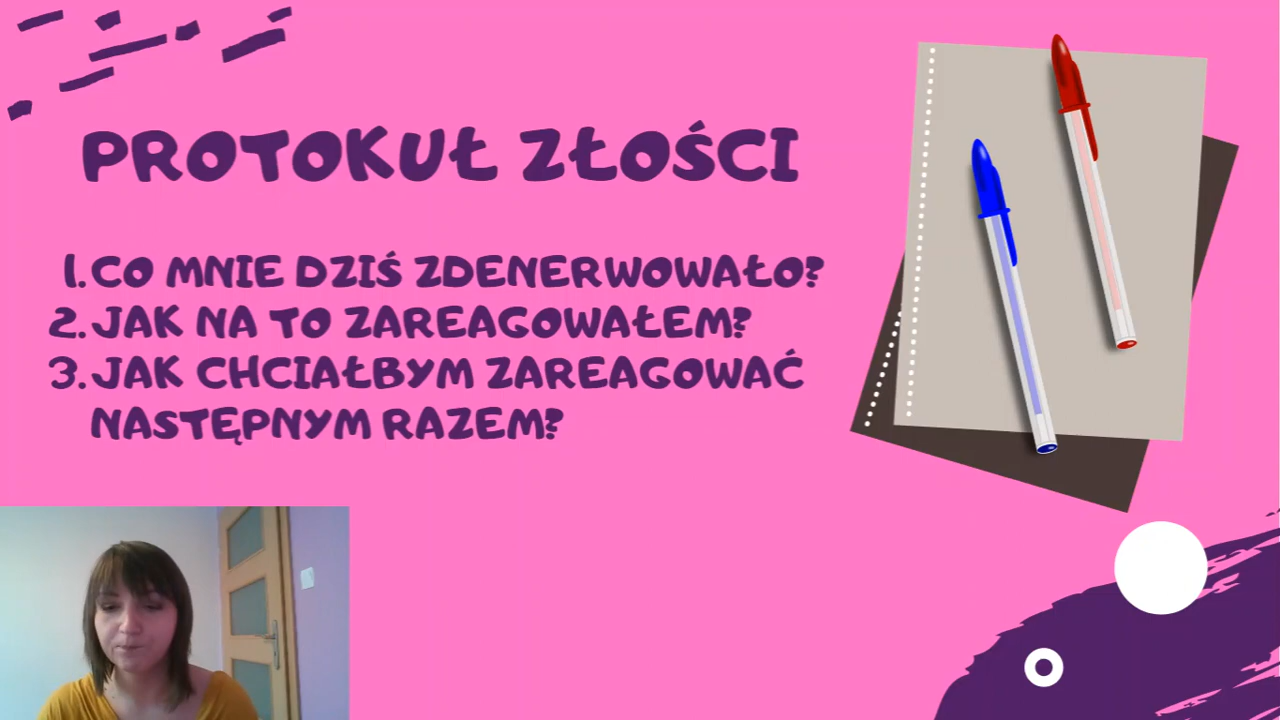 PROTOKUŁ ZŁOŚCI
1. CO MNIE DZIŚ ZDENERWOWAŁO?
2. JAK NA TO ZAREAGOWAŁEM?
3. JAK CHCIAŁBYM ZAREAGOWAĆ
NASTĘPNYM RAZEM?